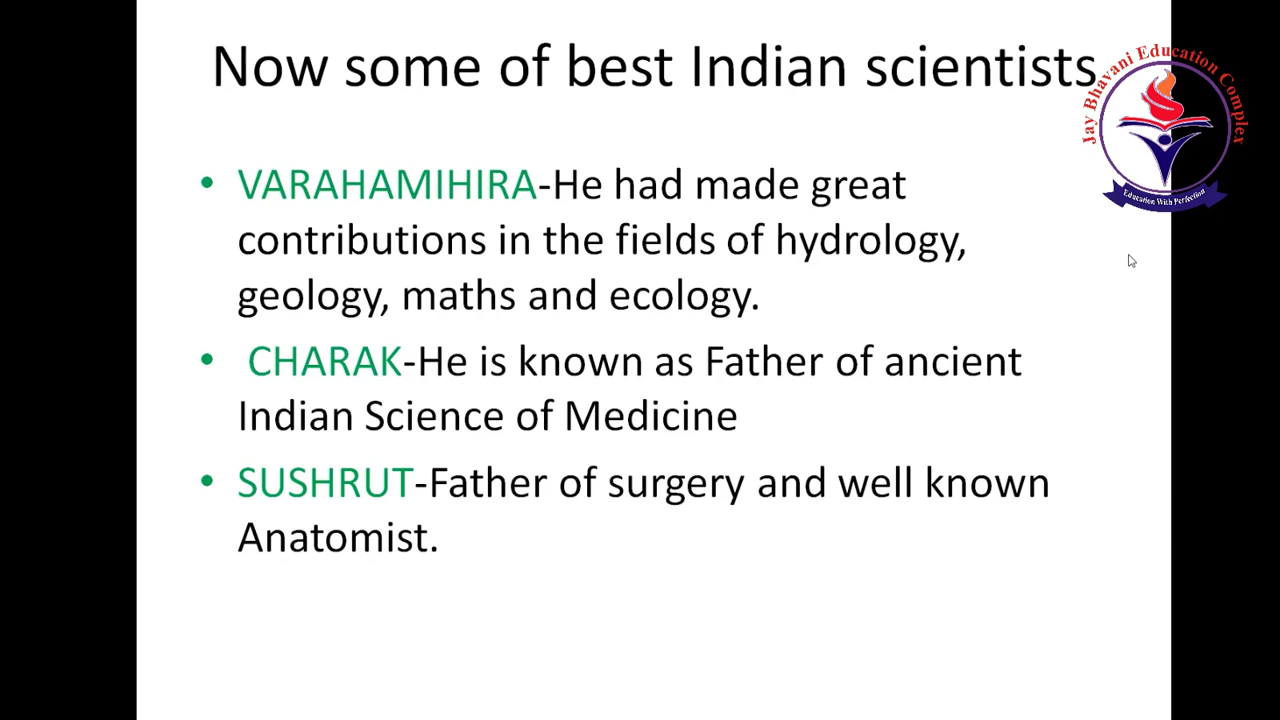 Now some of best Indian scientists
Jay Bhavani Education Complex
Education With Perfection
• VARAHAMIHIRA-He had made great
contributions in the fields of hydrology,
geology, maths and ecology.
• CHARAK-He is known as Father of ancient
Indian Science of Medicine
• SUSHRUT-Father of surgery and well known
Anatomist.